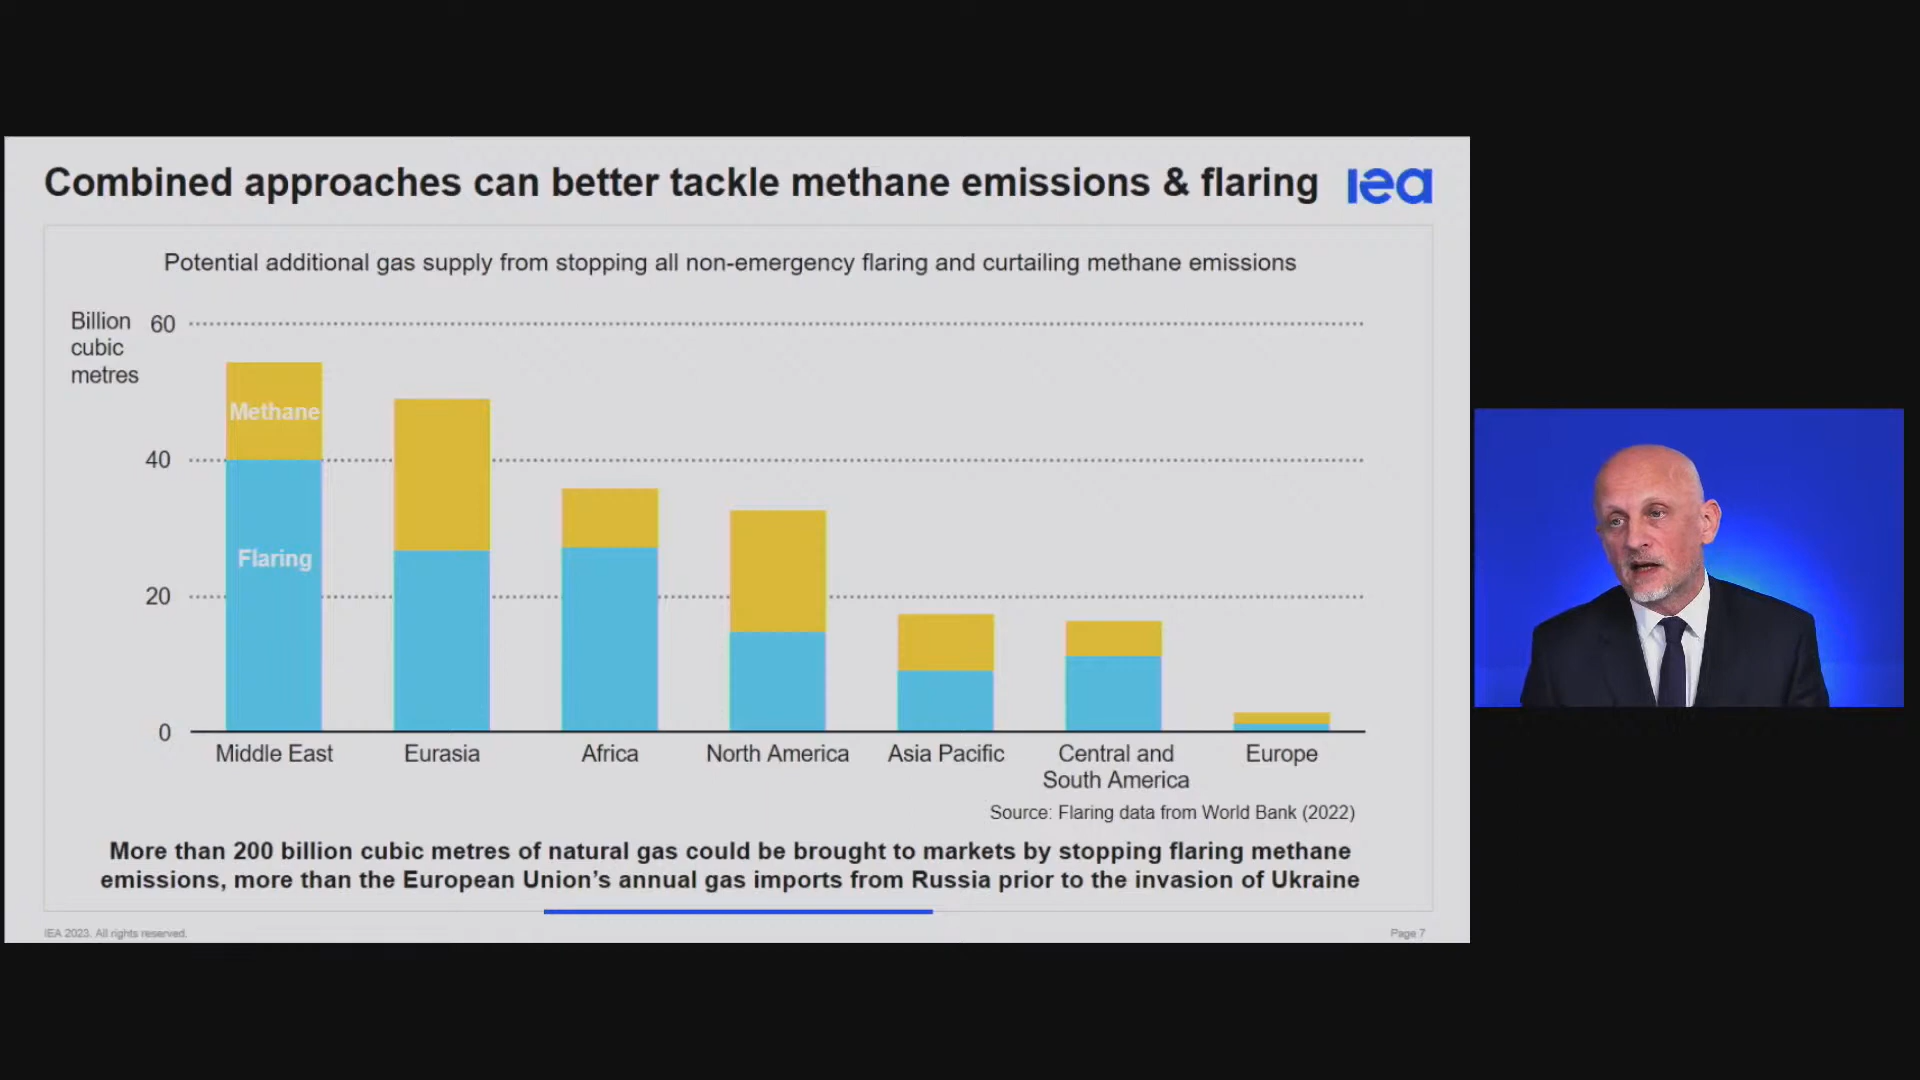 Combined approaches can better tackle methane emissions & flaring
iea
Potential additional gas supply from stopping all non-emergency flaring and curtailing methane emissions
Billion
cubic
metres
60
40
20
0
Methane
Flaring
Middle East
Eurasia
Africa
North America
Asia Pacific
Central and
South America
Europe
Source: Flaring data from World Bank (2022)
More than 200 billion cubic metres of natural gas could be brought to markets by stopping flaring methane
emissions, more than the European Union's annual gas imports from Russia prior to the invasion of Ukraine
IEA 2023. All rights reserved.
Page 7